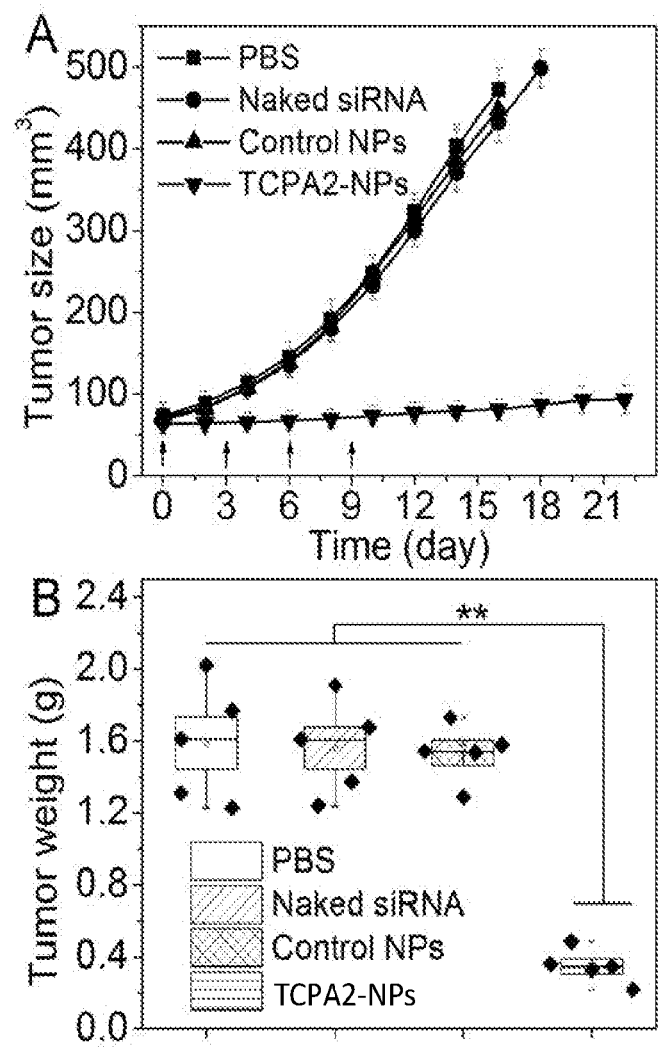 A
PBS
Naked siRNA
Control NPs
TCPA2-NPs
500
400
300
200
100
0
Tumor size (mm³)
0 3 6 9 12 15 18 21
Time (day)
B
**
2.4
2.0
1.6
1.2
0.8
0.4
0.0
Tumor weight (g)
PBS
Naked siRNA
Control NPs
TCPA2-NPs